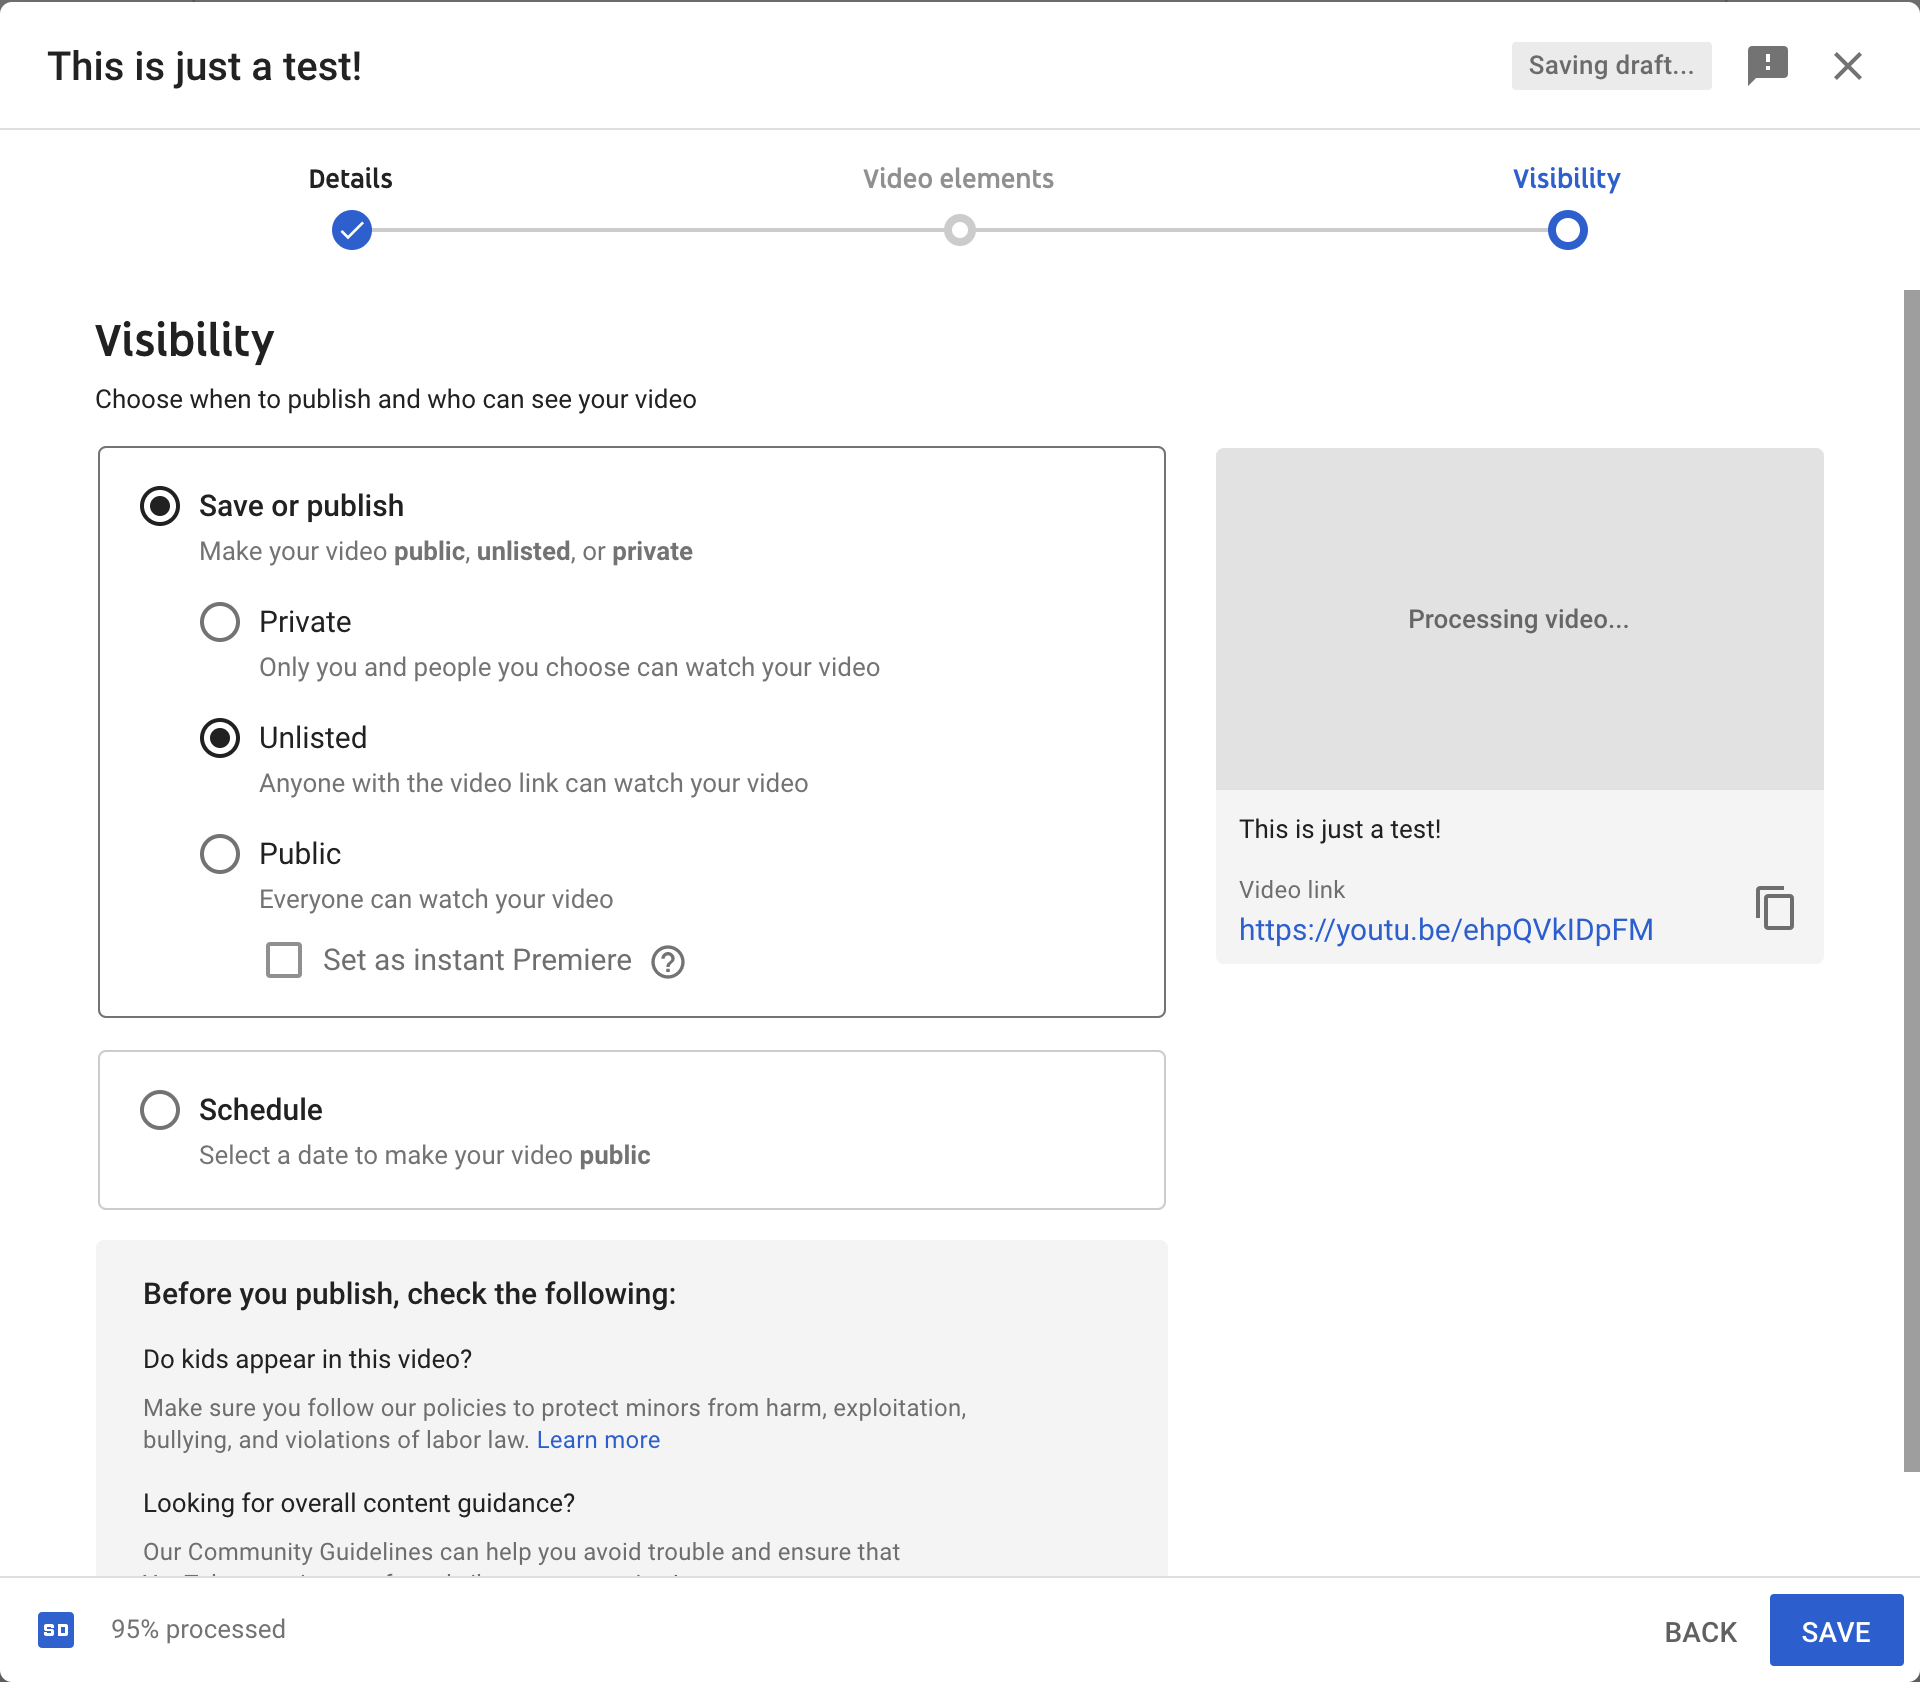 This is just a test!
Saving draft...
Details
Video elements
Visibility
Visibility
Choose when to publish and who can see your video
Save or publish
Make your video public, unlisted, or private
Private
Only you and people you choose can watch your video
Unlisted
Anyone with the video link can watch your video
Public
Everyone can watch your video
Set as instant Premiere
Processing video...
This is just a test!
Video link
https://youtu.be/ehpQVkIDpFM
Schedule
Select a date to make your video public
Before you publish, check the following:
Do kids appear in this video?
Make sure you follow our policies to protect minors from harm, exploitation,
bullying, and violations of labor law. Learn more
Looking for overall content guidance?
Our Community Guidelines can help you avoid trouble and ensure that
SD
95% processed
BACK
SAVE